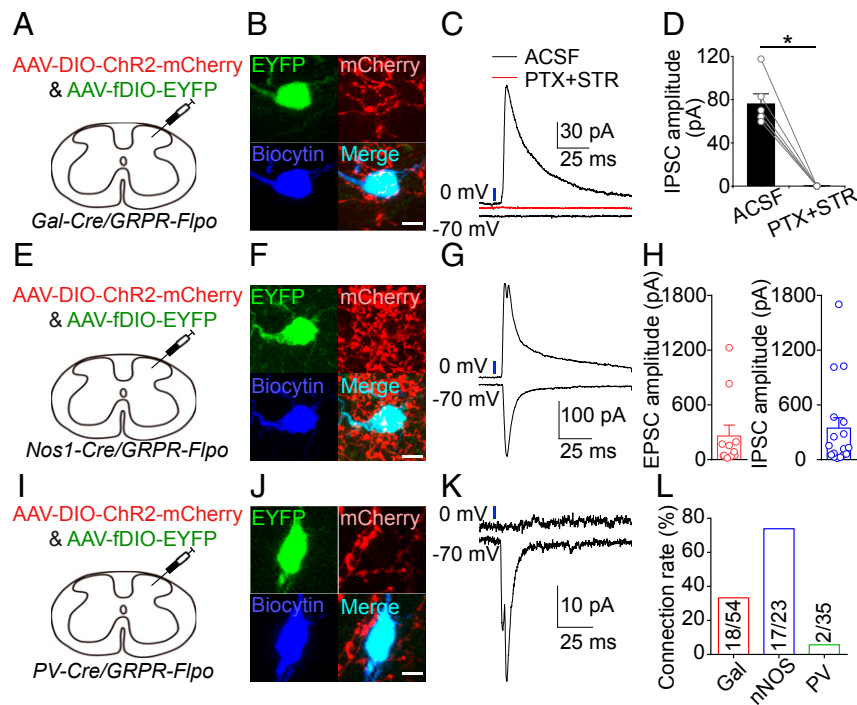 A
AAV-DIO-ChR2-mCherry
& AAV-fDIO-EYFP
Gal-Cre/GRPR-Flpo
B
EYFP
mCherry
Biocytin
Merge
C
ACSF
PTX+STR
30 pA
25 ms
0 mV
-70 mV
D
*
IPSC amplitude
(pA)
120
80
40
0
ACSF
PTX+STR
E
AAV-DIO-ChR2-mCherry
& AAV-fDIO-EYFP
Nos1-Cre/GRPR-Flpo
F
EYFP
mCherry
Biocytin
Merge
G
0 mV
-70 mV
100 pA
25 ms
H
EPSC amplitude (pA)
1800
1200
600
0
IPSC amplitude (pA)
1800
1200
600
0
I
AAV-DIO-ChR2-mCherry
& AAV-fDIO-EYFP
PV-Cre/GRPR-Flpo
J
EYFP
mCherry
Biocytin
Merge
K
0 mV
-70 mV
10 pA
25 ms
L
Connection rate (%)
80
60
40
20
0
18/54
17/23
2/35
Gal
nNOS
PV